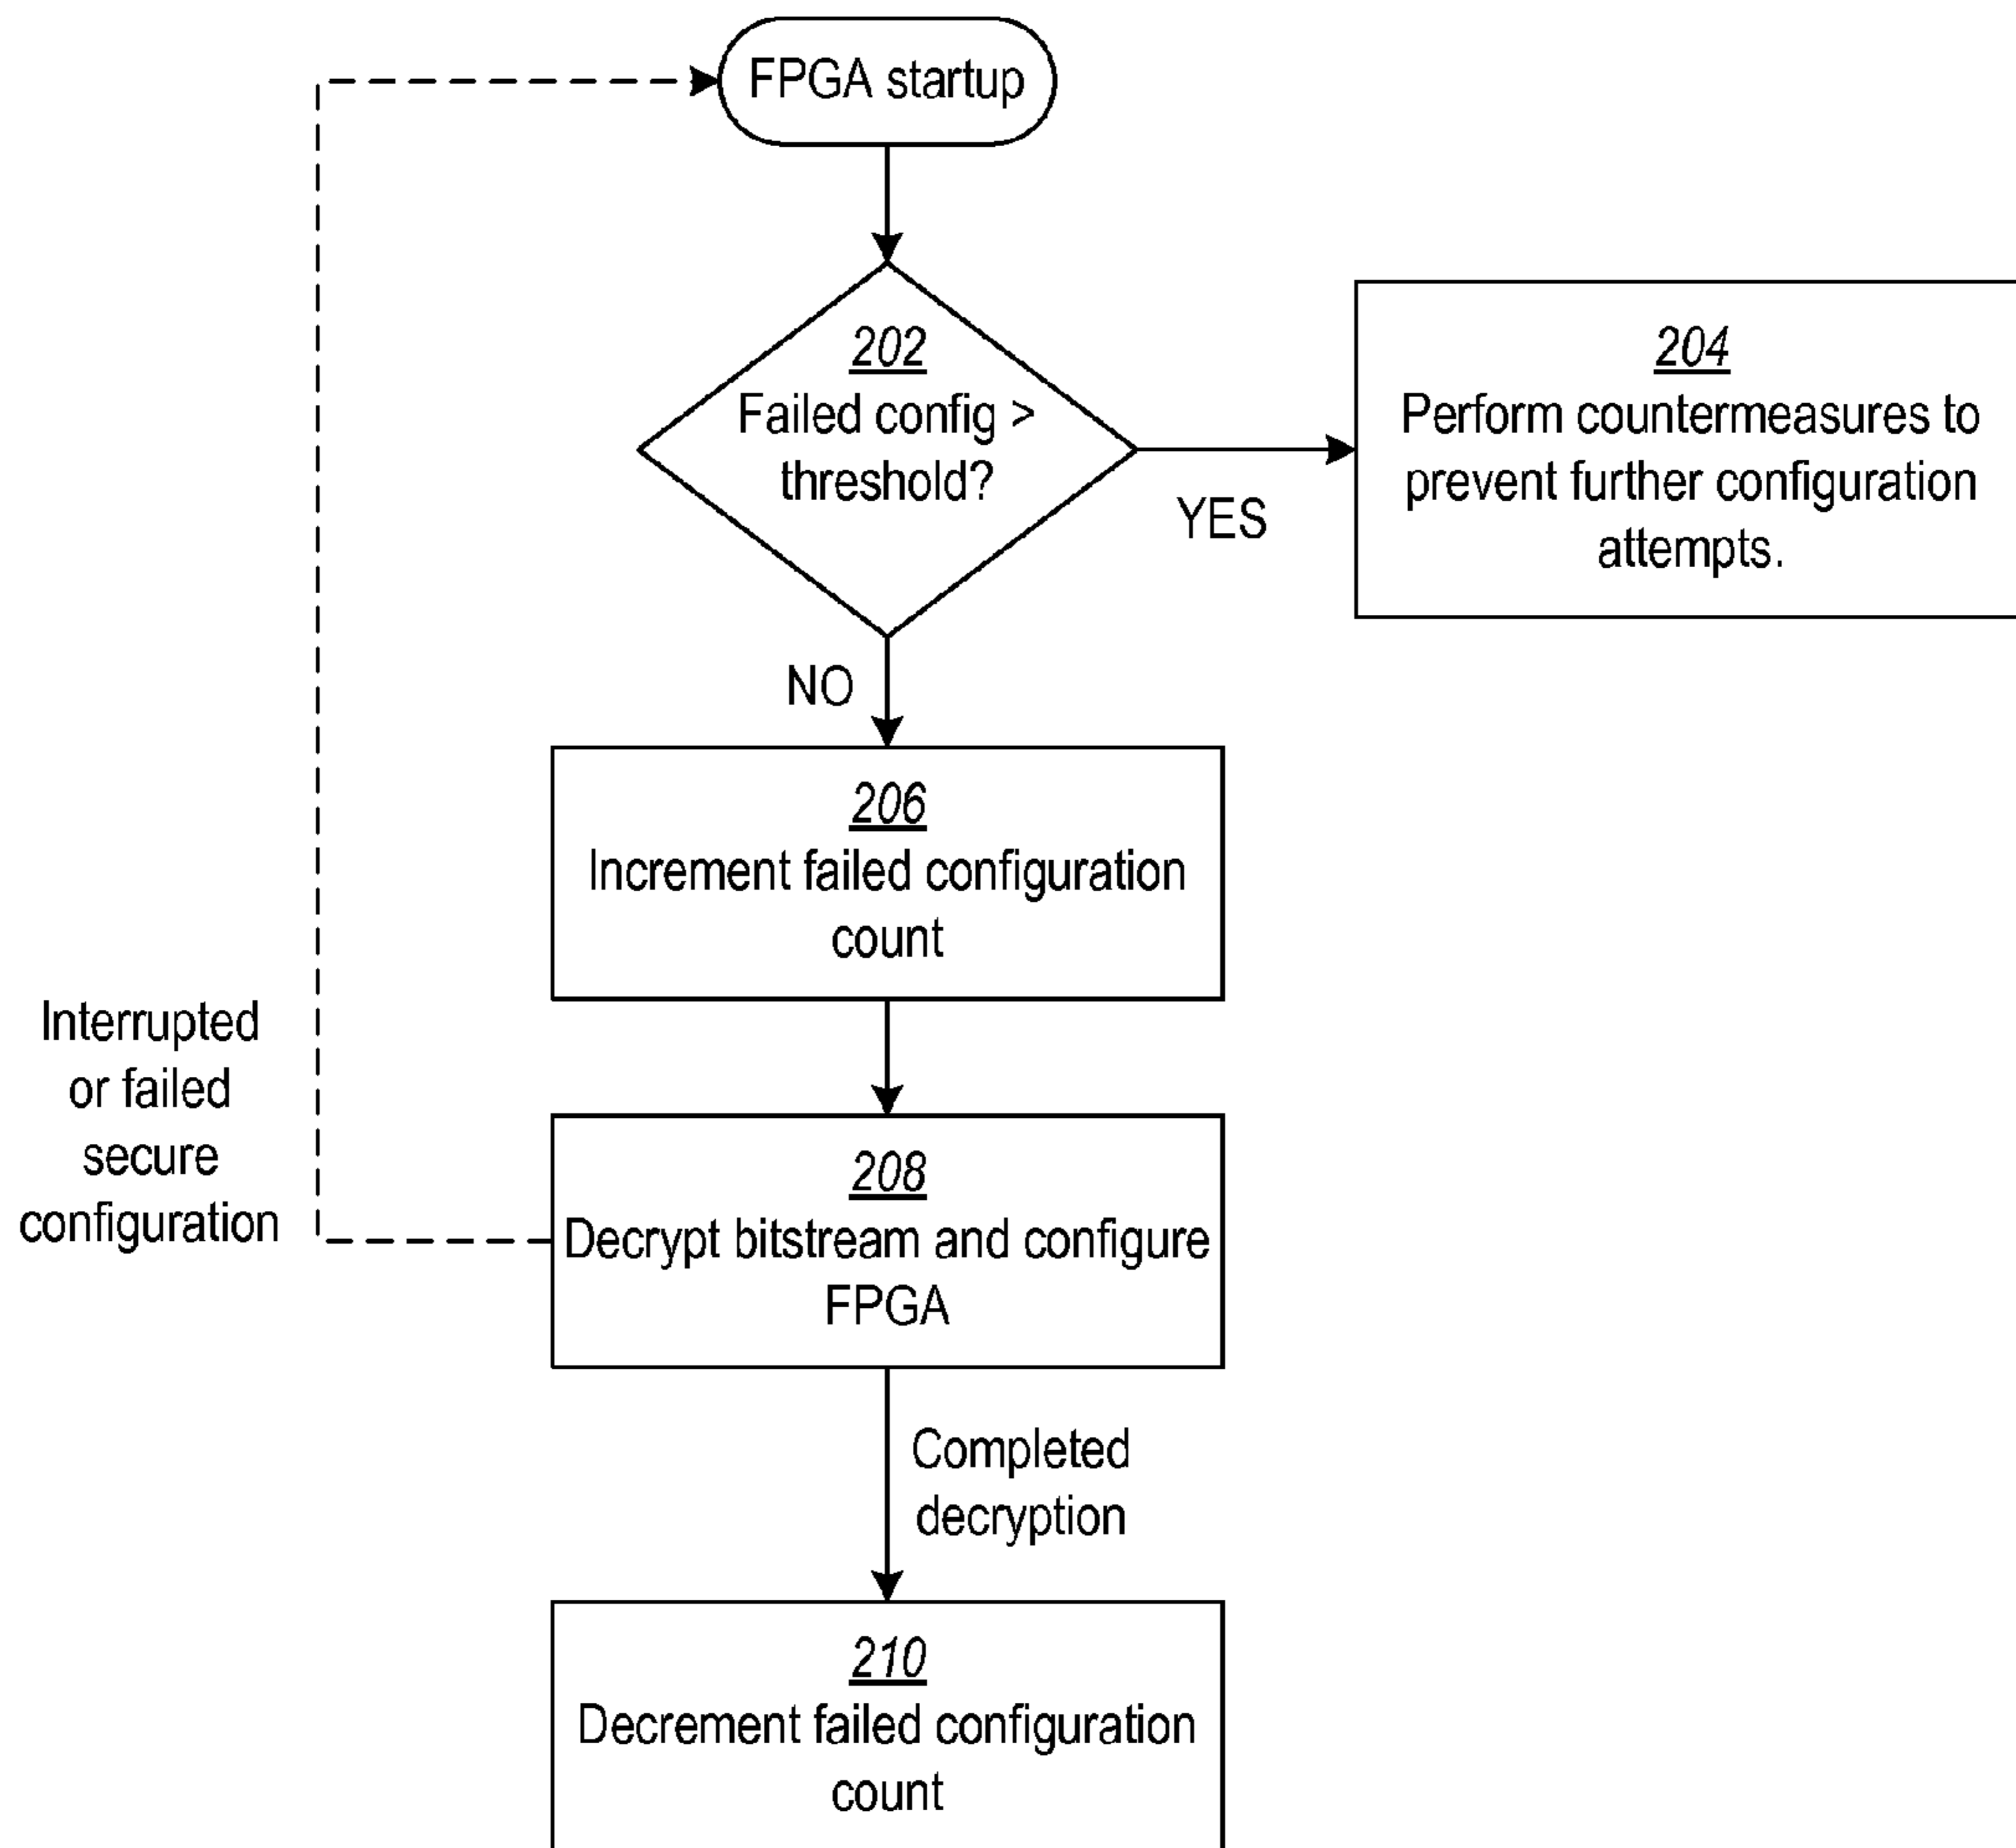 FPGA startup
202
Failed config >
threshold?
YES
204
Perform countermeasures to
prevent further configuration
attempts.
NO
206
Increment failed configuration
count
Interrupted
or failed
secure
configuration
208
Decrypt bitstream and configure
FPGA
Completed
decryption
210
Decrement failed configuration
count